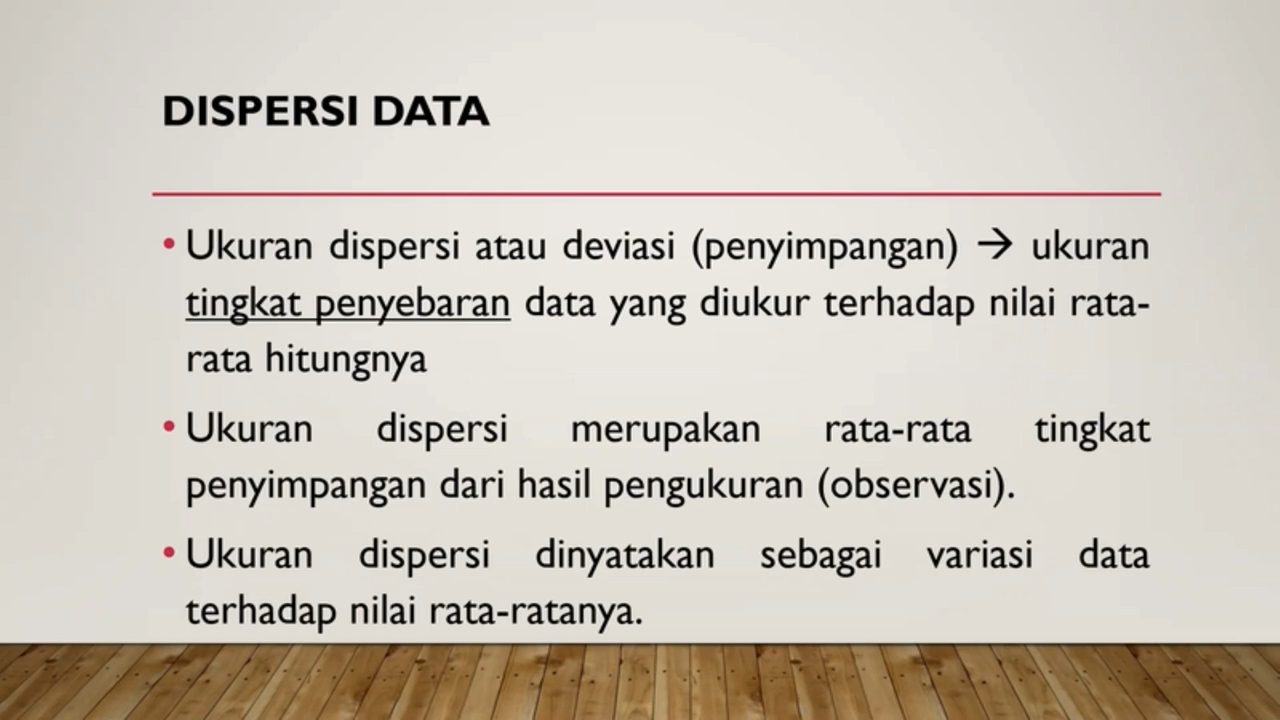 DISPERSI DATA
• Ukuran dispersi atau deviasi (penyimpangan) → ukuran
tingkat penyebaran data yang diukur terhadap nilai rata-
rata hitungnya
• Ukuran dispersi merupakan rata-rata tingkat
penyimpangan dari hasil pengukuran (observasi).
• Ukuran dispersi dinyatakan sebagai variasi data
terhadap nilai rata-ratanya.